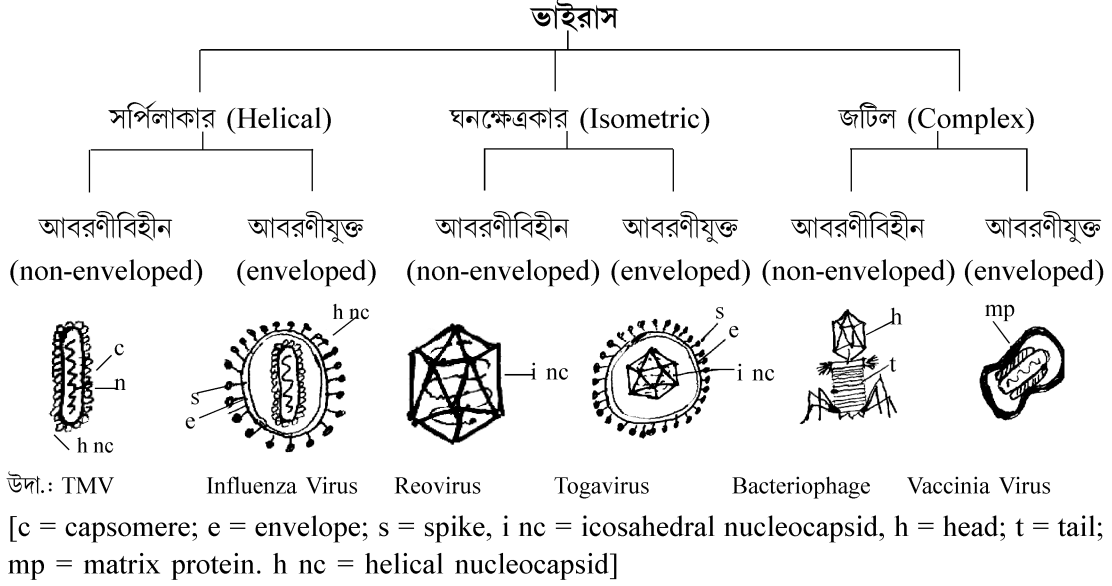 ভাইরাস
সর্পিলাকার (Helical) ঘনক্ষেত্রকার (Isometric) জটিল (Complex)
আবরণীবিহীন আবরণীযুক্ত আবরণীবিহীন আবরণীযুক্ত আবরণীবিহীন আবরণীযুক্ত
(non-enveloped) (enveloped) (non-enveloped) (enveloped) (non-enveloped) (enveloped)
h nc s mp
h
e
c
i nc i nc t
n
s
e
h nc
উদা.: TMV Influenza Virus Reovirus Togavirus Bacteriophage Vaccinia Virus
[c = capsomere; e = envelope; s = spike, i nc = icosahedral nucleocapsid, h = head; t = tail;
mp = matrix protein. h nc = helical nucleocapsid]